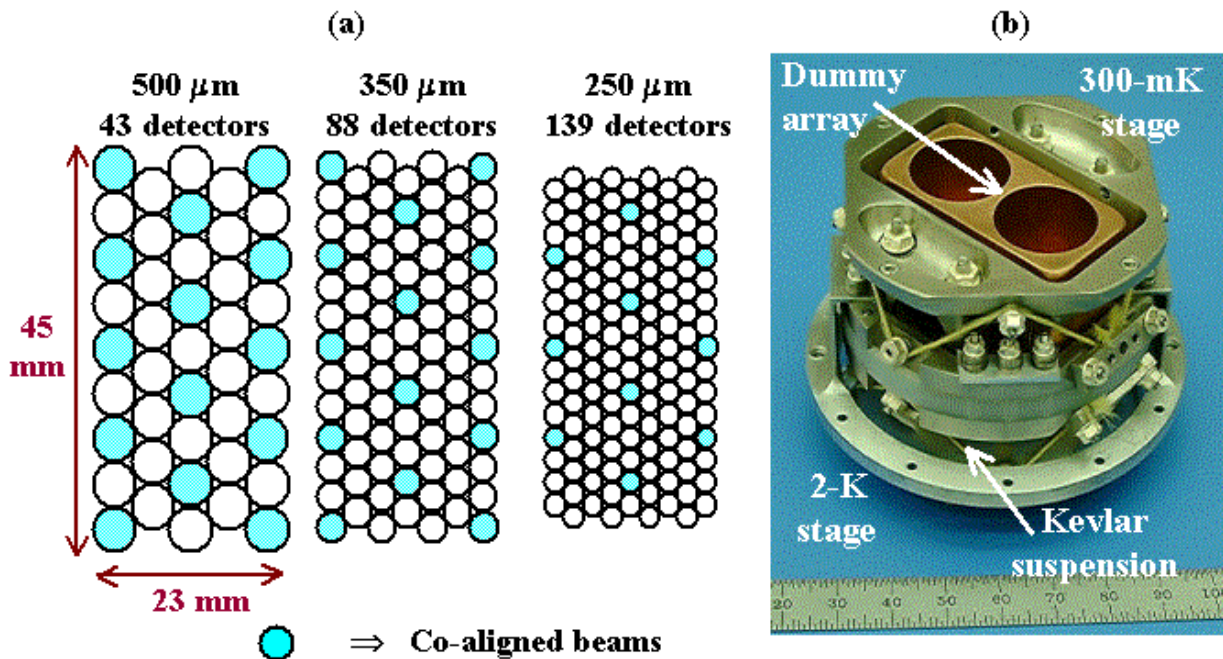 (a)
500 µm
43 detectors
350 µm
88 detectors
250 µm
139 detectors
45
mm
23 mm
⇒ Co-aligned beams
(b)
Dummy
array
300-mK
stage
2-K
stage
Kevlar
suspension
20 30 40 50 60 70 80 90 100